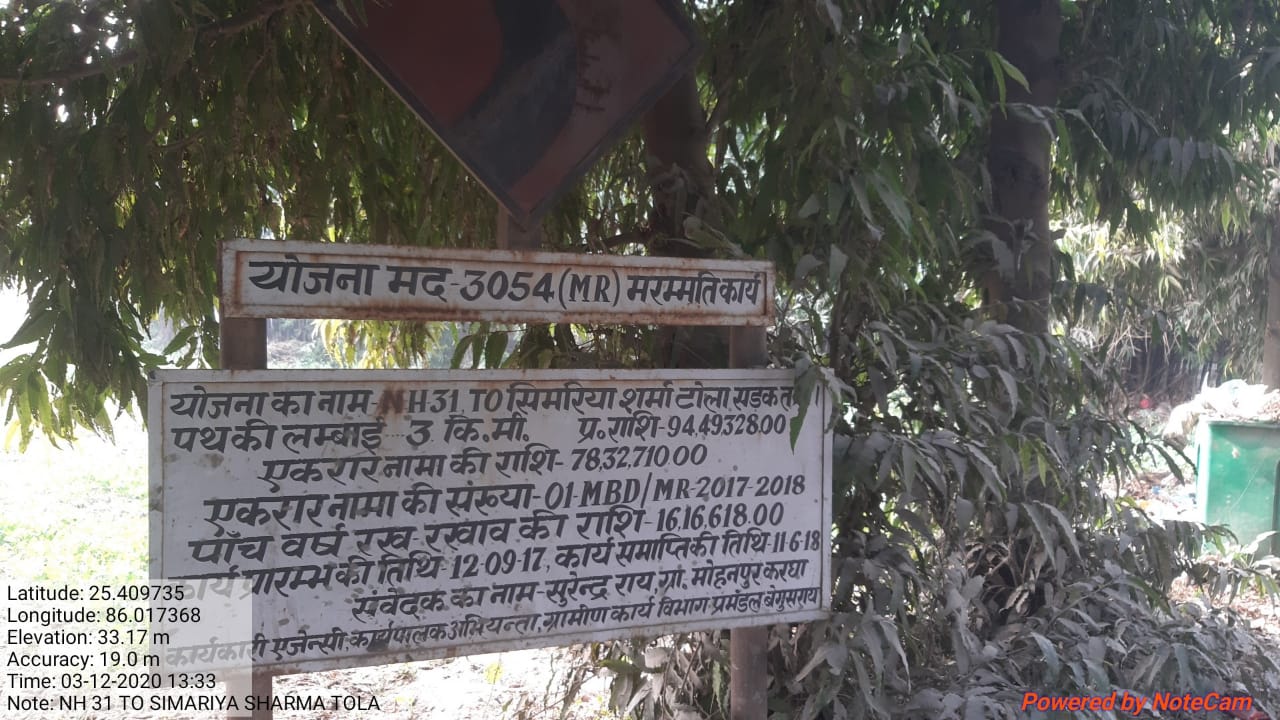 योजना मद-3054(MR) मरम्मति कार्य
योजना का नाम-NH31 TO सिमरिया शर्मा टोला सड़क
पथ की लम्बाई 3 कि.मी. प्र.राशि-94,49328.00
एकरारनामा की राशि-78,32,710.00
एकरारनामा की संख्या-01-MBD/MR-2017-2018
पाँच वर्ष रख-रखाव की राशि-16,16,618.00
कार्य प्रारम्भ की तिथि-12-09-17, कार्य समाप्ति की तिथि-11-6-18
संवेदक का नाम-सुरेन्द्र राय, ग्रा. मोहनपुर करघा
कार्यकारी एजेन्सी, कार्यपालक अभियन्ता, ग्रामीण कार्य विभाग प्रमंडल बेगुसराय
Latitude: 25.409735
Longitude: 86.017368
Elevation: 33.17 m
Accuracy: 19.0 m
Time: 03-12-2020 13:33
Note: NH 31 TO SIMARIYA SHARMA TOLA
Powered by NoteCam